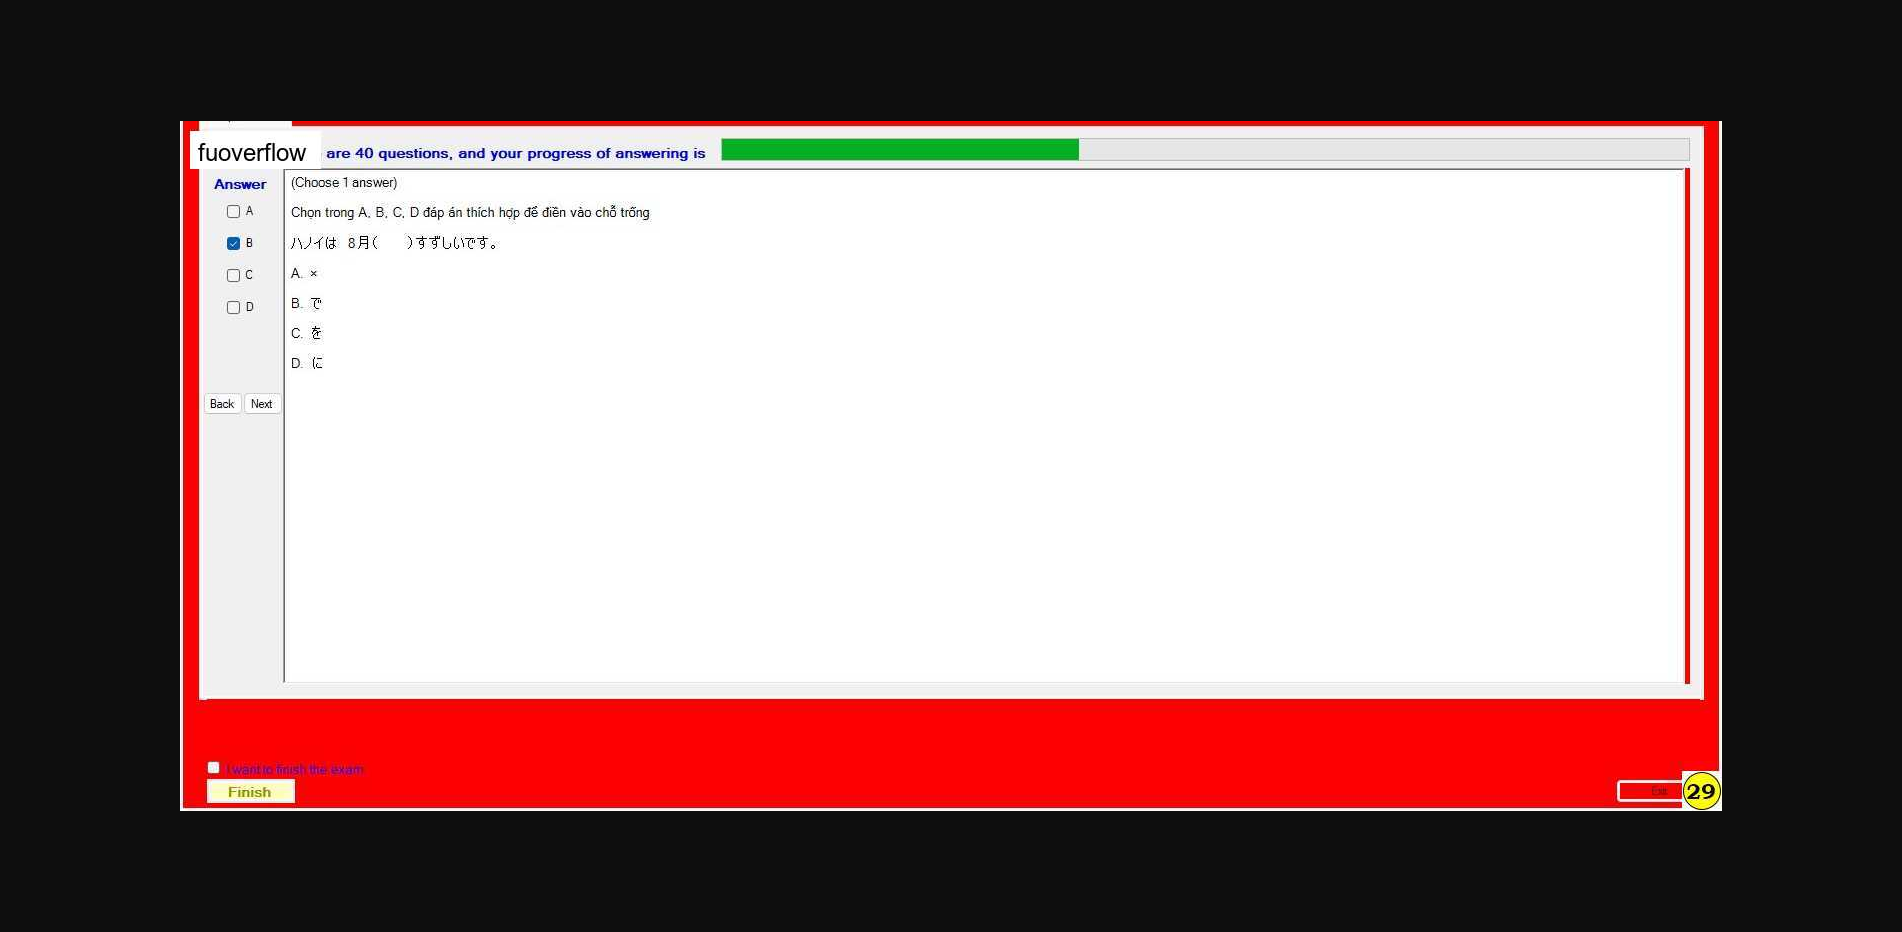 fuoverflow are 40 questions, and your progress of answering is
Answer
A
B
C
D
Back Next
(Choose 1 answer)
Chọn trong A, B, C, D đáp án thích hợp để điền vào chỗ trống
ハノイは 8月( )すずしいです。
A. ×
B. で
C. を
D. に
I want to finish the exam.
Finish
Exit
29